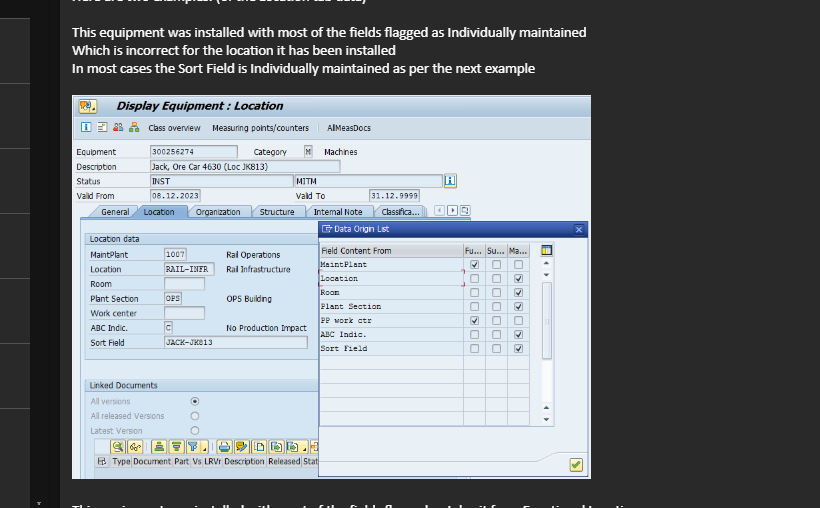 This equipment was installed with most of the fields flagged as Individually maintained
Which is incorrect for the location it has been installed
In most cases the Sort Field is Individually maintained as per the next example
Display Equipment : Location
Class overview Measuring points/counters AllMeasDocs
Equipment 300256274 Category M Machines
Description Jack, Ore Car 4630 (Loc JK813)
Status INST MITM
Valid From 08.12.2023 Valid To 31.12.9999
General Location Organization Structure Internal Note Classifica...
Data Origin List
Location data
Field Content From Fu... Su... Ma...
MaintPlant 1007 Rail Operations
MaintPlant
Location RAIL-INFR Rail Infrastructure
Location
Room
Room
Plant Section OPS OPS Building
Plant Section
Work center
PP work ctr
ABC Indic. C No Production Impact
ABC Indic.
Sort Field JACK-JK813
Sort Field
Linked Documents
All versions
All released Versions
Latest Version
Type Document Part Vs LRVr Description Released Stat